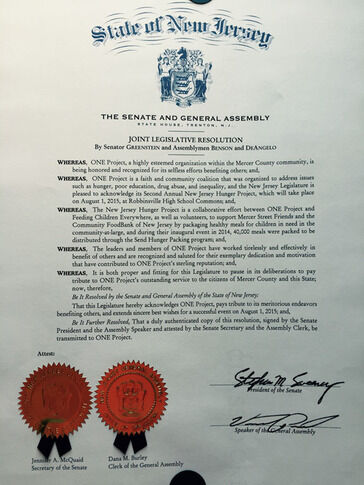 State of New Jersey
THE SENATE AND GENERAL ASSEMBLY
STATE HOUSE, TRENTON, N.J.
JOINT LEGISLATIVE RESOLUTION
By Senator GREENSTEIN and Assemblymen BENSON and DEANGELO
WHEREAS, ONE Project, a highly esteemed organization within the Mercer County community, is
being honored and recognized for its selfless efforts benefiting others; and,
WHEREAS, ONE Project is a faith and community coalition that was organized to address issues
such as hunger, poor education, drug abuse, and inequality, and the New Jersey Legislature is
pleased to acknowledge its Second Annual New Jersey Hunger Project, which will take place
on August 1, 2015, at Robbinsville High School Commons; and,
WHEREAS, The New Jersey Hunger Project is a collaborative effort between ONE Project and
Feeding Children Everywhere, as well as volunteers, to support Mercer Street Friends and the
Community FoodBank of New Jersey by packaging healthy meals for children in need in the
community-at-large, and during their inaugural event in 2014, 40,000 meals were packed to be
distributed through the Send Hunger Packing program; and,
WHEREAS, The leaders and members of ONE Project have worked tirelessly and effectively in
benefit of others and are recognized and saluted for their exemplary dedication and motivation
that have contributed to ONE Project's sterling reputation; and,
WHEREAS, It is both proper and fitting for this Legislature to pause in its deliberations to pay
tribute to ONE Project's outstanding service to the citizens of Mercer County and this State;
now, therefore,
Be It Resolved by the Senate and General Assembly of the State of New Jersey:
That this Legislature hereby acknowledges ONE Project, pays tribute to its meritorious endeavors
benefiting others, and extends sincere best wishes for a successful event on August 1, 2015; and,
Be It Further Resolved, That a duly authenticated copy of this resolution, signed by the Senate
President and the Assembly Speaker and attested by the Senate Secretary and the Assembly Clerk, be
transmitted to ONE Project.
Attest:
Stephen M. Sweeney
President of the Senate
Speaker of the General Assembly
Jennifer A. McQuaid
Secretary of the Senate
Dana M. Burley
Clerk of the General Assembly